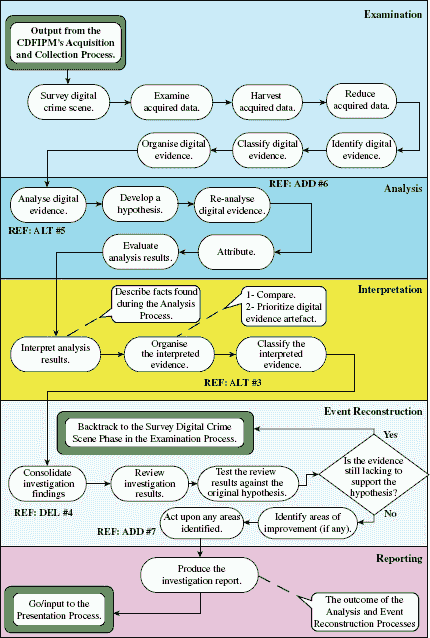 Examination
Output from the
CDFIPM's Acquisition
and Collection Process.
Survey digital
crime scene.
Examine
acquired data.
Harvest
acquired data.
Reduce
acquired data.
Organise digital
evidence.
Classify digital
evidence.
Identify digital
evidence.
REF: ADD #6
Analysis
Analyse digital
evidence.
Develop a
hypothesis.
Re-analyse
digital evidence.
REF: ALT #5
Evaluate
analysis results.
Attribute.
Interpretation
Describe facts found
during the Analysis
Process.
1- Compare.
2- Prioritize digital
evidence artefact.
Interpret analysis
results.
Organise
the interpreted
evidence.
Classify the
interpreted
evidence.
REF: ALT #3
Event Reconstruction
Backtrack to the Survey Digital Crime
Scene Phase in the Examination Process.
Yes
Consolidate
investigation
findings
Review
investigation
results.
Test the review
results against the
original hypothesis.
Is the evidence
still lacking to
support the
hypothesis?
REF: DEL #4
No
Act upon any areas
identified.
Identify areas of
improvement (if any).
REF: ADD #7
Reporting
Produce the
investigation report.
Go/input to the
Presentation Process.
The outcome of the
Analysis and Event
Reconstruction Processes